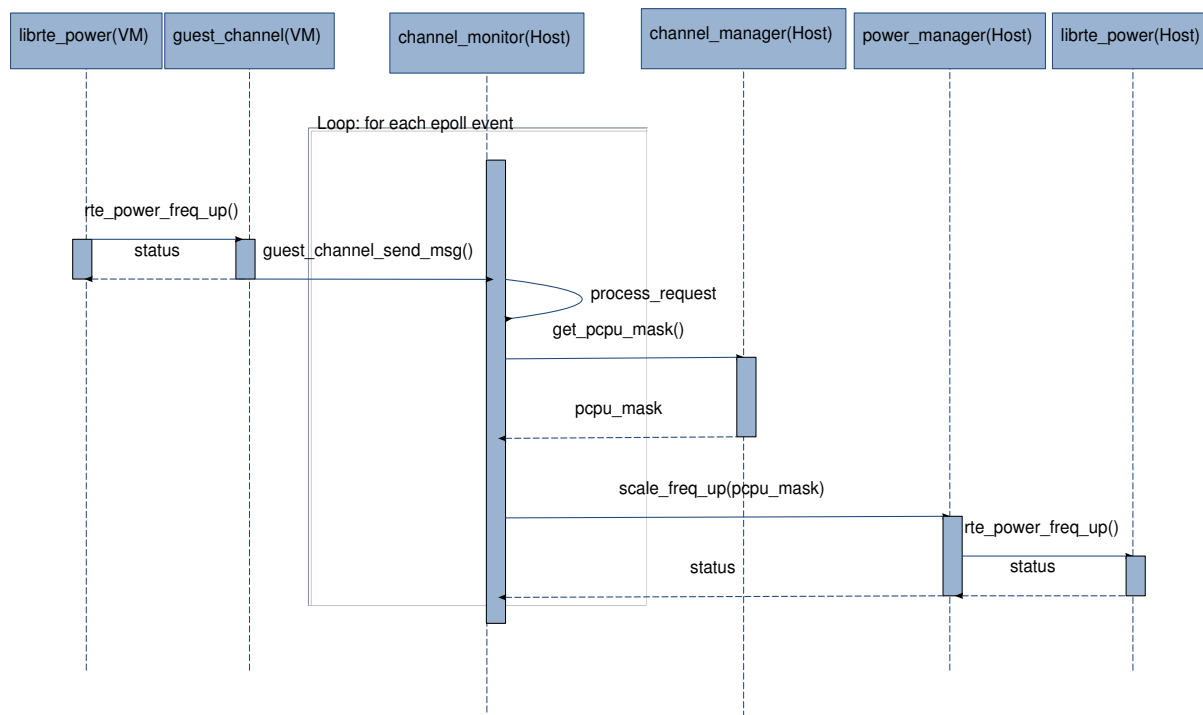 librte_power(VM)
guest_channel(VM)
channel_monitor(Host)
channel_manager(Host)
power_manager(Host)
librte_power(Host)
Loop: for each epoll event
rte_power_freq_up()
status
guest_channel_send_msg()
process_request
get_pcpu_mask()
pcpu_mask
scale_freq_up(pcpu_mask)
rte_power_freq_up()
status
status